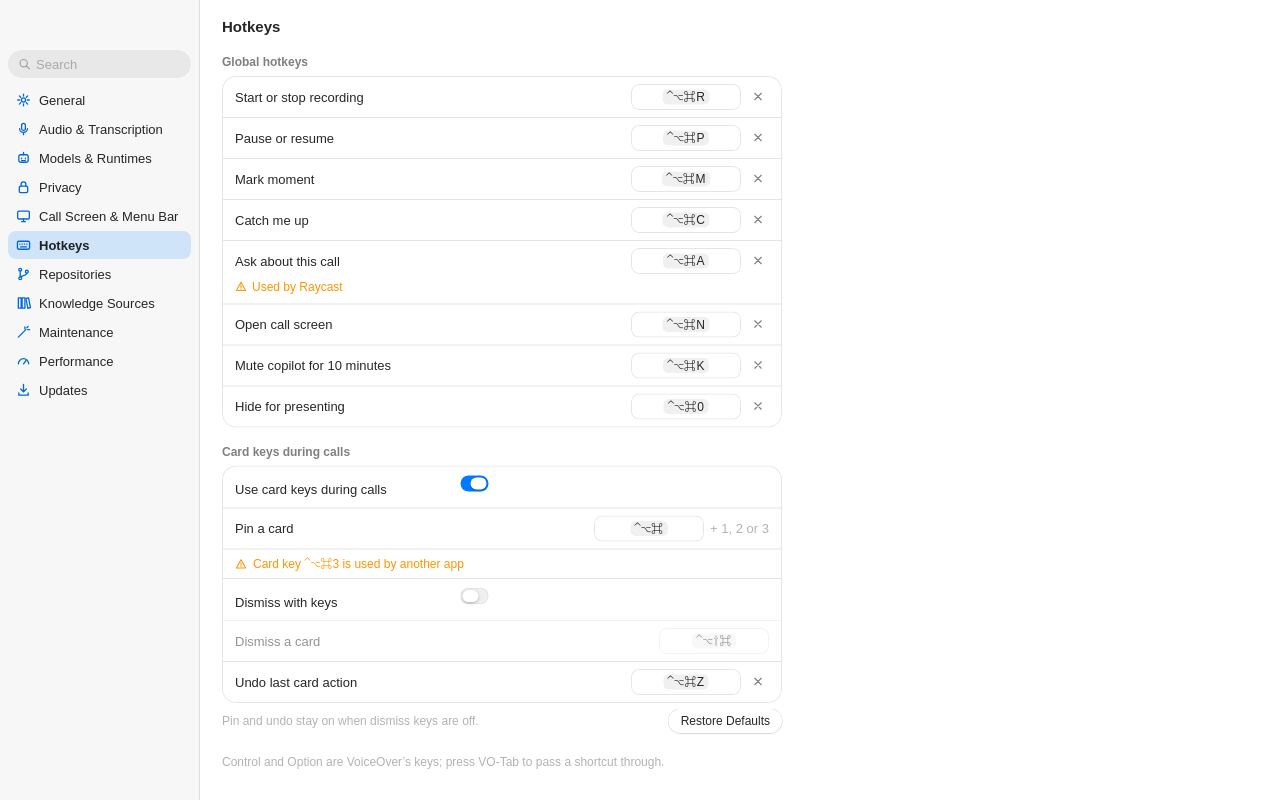 Hotkeys
Search
General
Audio & Transcription
Models & Runtimes
Privacy
Call Screen & Menu Bar
Hotkeys
Repositories
Knowledge Sources
Maintenance
Performance
Updates
Global hotkeys
Start or stop recording ⌃⌥⌘R
Pause or resume ⌃⌥⌘P
Mark moment ⌃⌥⌘M
Catch me up ⌃⌥⌘C
Ask about this call ⌃⌥⌘A
Used by Raycast
Open call screen ⌃⌥⌘N
Mute copilot for 10 minutes ⌃⌥⌘K
Hide for presenting ⌃⌥⌘0
Card keys during calls
Use card keys during calls
Pin a card ⌃⌥⌘ + 1, 2 or 3
Card key ⌃⌥⌘3 is used by another app
Dismiss with keys
Dismiss a card ⌃⌥⇧⌘
Undo last card action ⌃⌥⌘Z
Pin and undo stay on when dismiss keys are off. Restore Defaults
Control and Option are VoiceOver’s keys; press VO-Tab to pass a shortcut through.